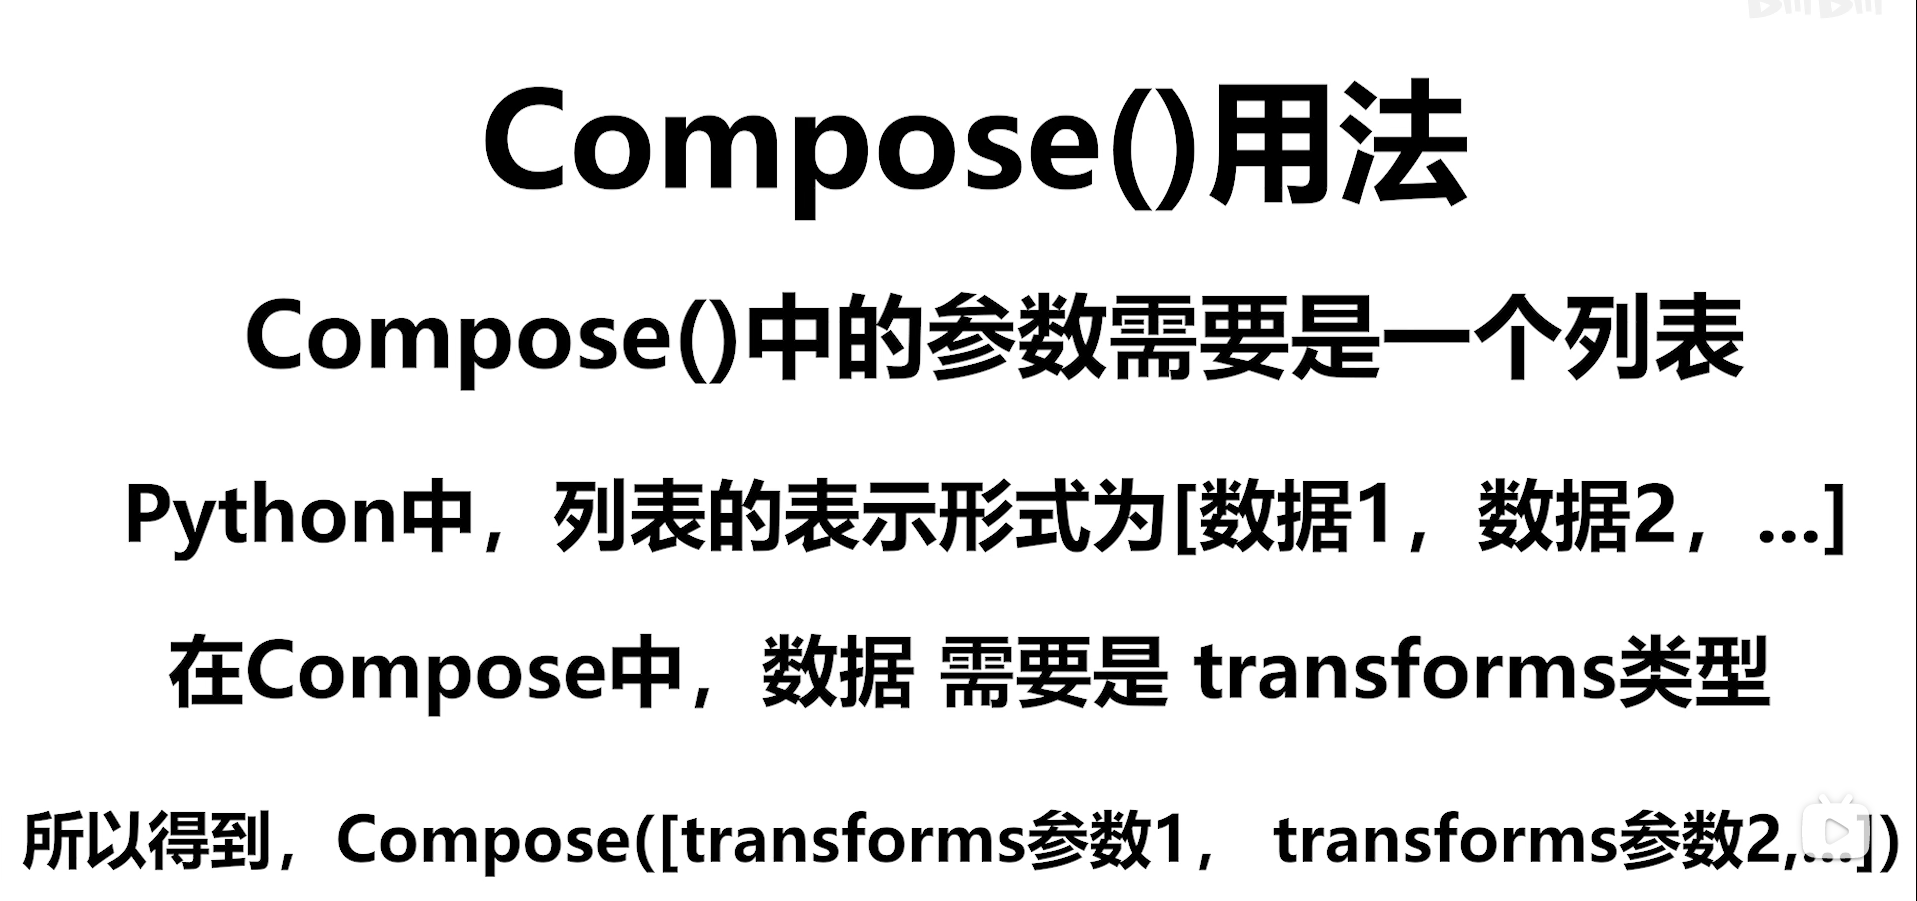 Compose()用法
Compose()中的参数需要是一个列表
Python中，列表的表示形式为[数据1，数据2，...]
在Compose中，数据 需要是 transforms类型
所以得到，Compose([transforms参数1， transforms参数2,...])